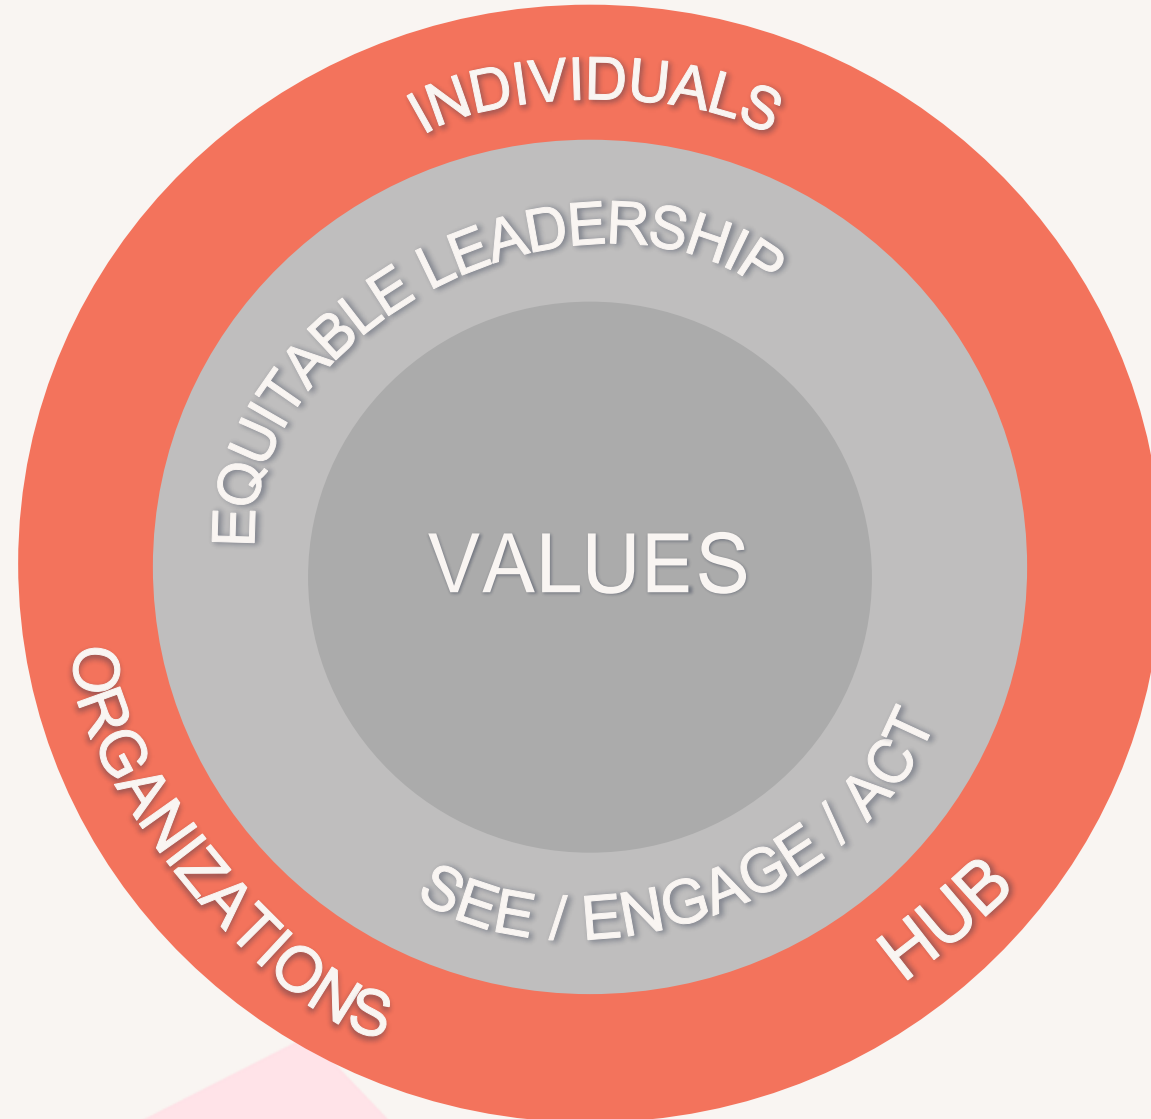 INDIVIDUALS
EQUITABLE LEADERSHIP
VALUES
SEE / ENGAGE / ACT
ORGANIZATIONS
HUB